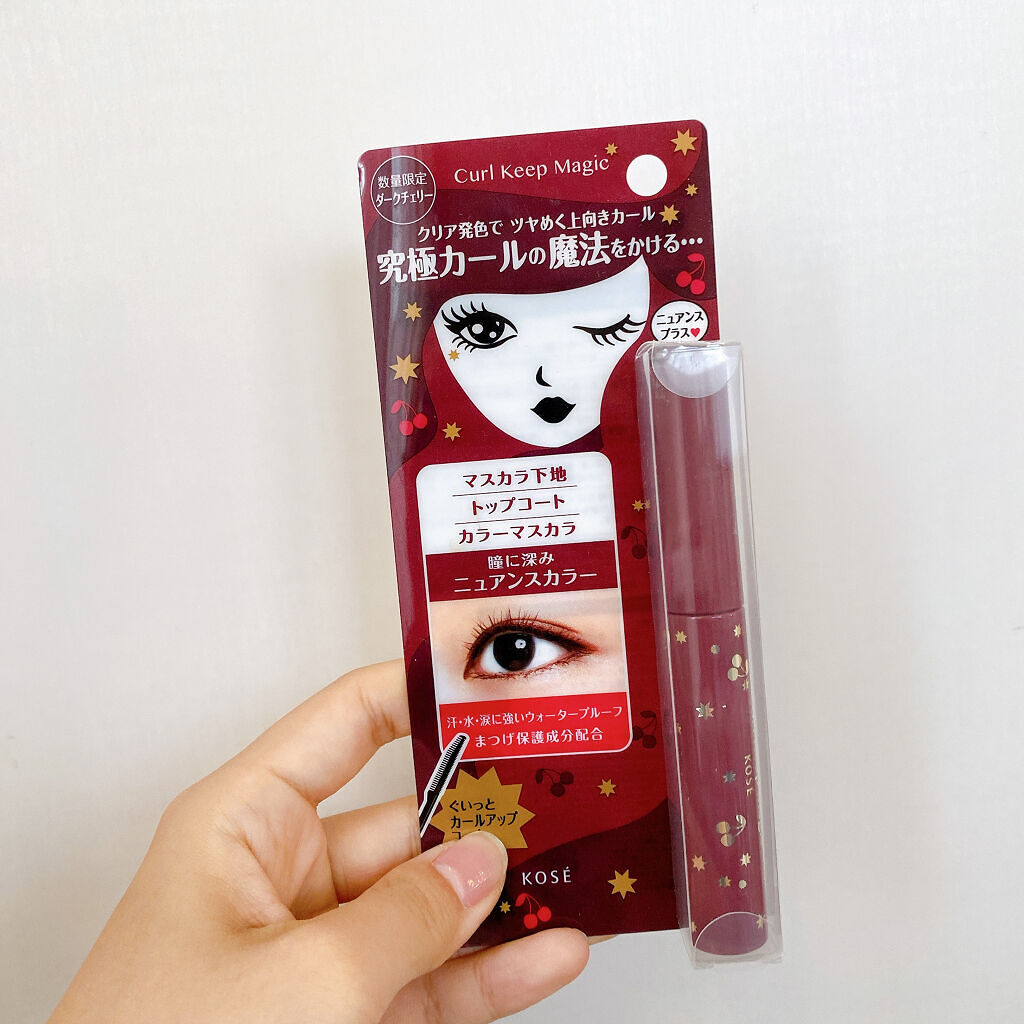 数量限定
ダークチェリー
Curl Keep Magic
クリア発色で ツヤめく上向きカール
究極カールの魔法をかける…
ニュアンス
プラス♥
マスカラ下地
トップコート
カラーマスカラ
瞳に深み
ニュアンスカラー
汗・水・涙に強いウォータープルーフ
まつげ保護成分配合
ぐいっと
カールアップ
KOSÉ
KOSÉ